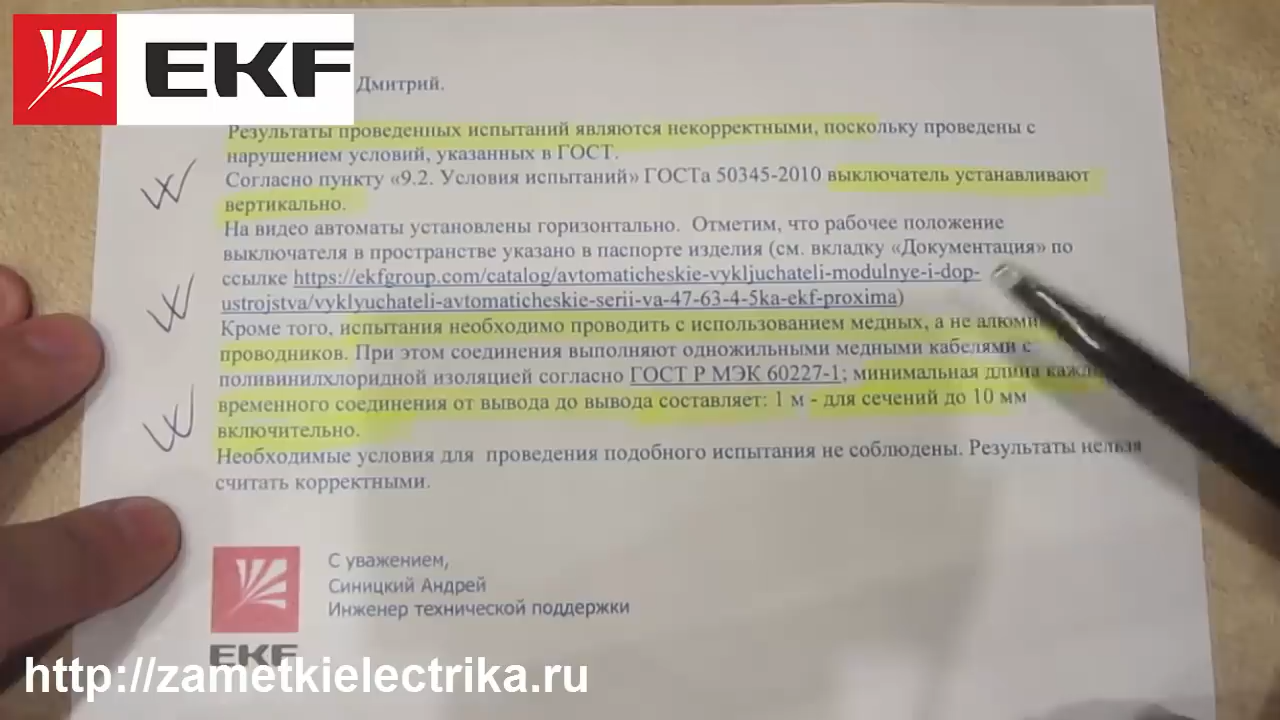 EKF
Дмитрий.
Результаты проведенных испытаний являются некорректными, поскольку проведены с
нарушением условий, указанных в ГОСТ.
Согласно пункту «9.2. Условия испытаний» ГОСТа 50345-2010 выключатель устанавливают
вертикально.
На видео автоматы установлены горизонтально. Отметим, что рабочее положение
выключателя в пространстве указано в паспорте изделия (см. вкладку «Документация» по
ссылке https://ekfgroup.com/catalog/avtomaticheskie-vykljuchateli-modulnye-i-dop-
ustrojstva/vyklyuchateli-avtomaticheskie-serii-va-47-63-4-5ka-ekf-proxima)
Кроме того, испытания необходимо проводить с использованием медных, а не
проводников. При этом соединения выполняют одножильными медными кабелями с
поливинилхлоридной изоляцией согласно ГОСТ Р МЭК 60227-1; минимальная длина
временного соединения от вывода до вывода составляет: 1 м - для сечений до 10 мм
включительно.
Необходимые условия для проведения подобного испытания не соблюдены. Результаты нельзя
считать корректными.
С уважением,
Синицкий Андрей
Инженер технической поддержки
EKF
http://zametkielectrika.ru